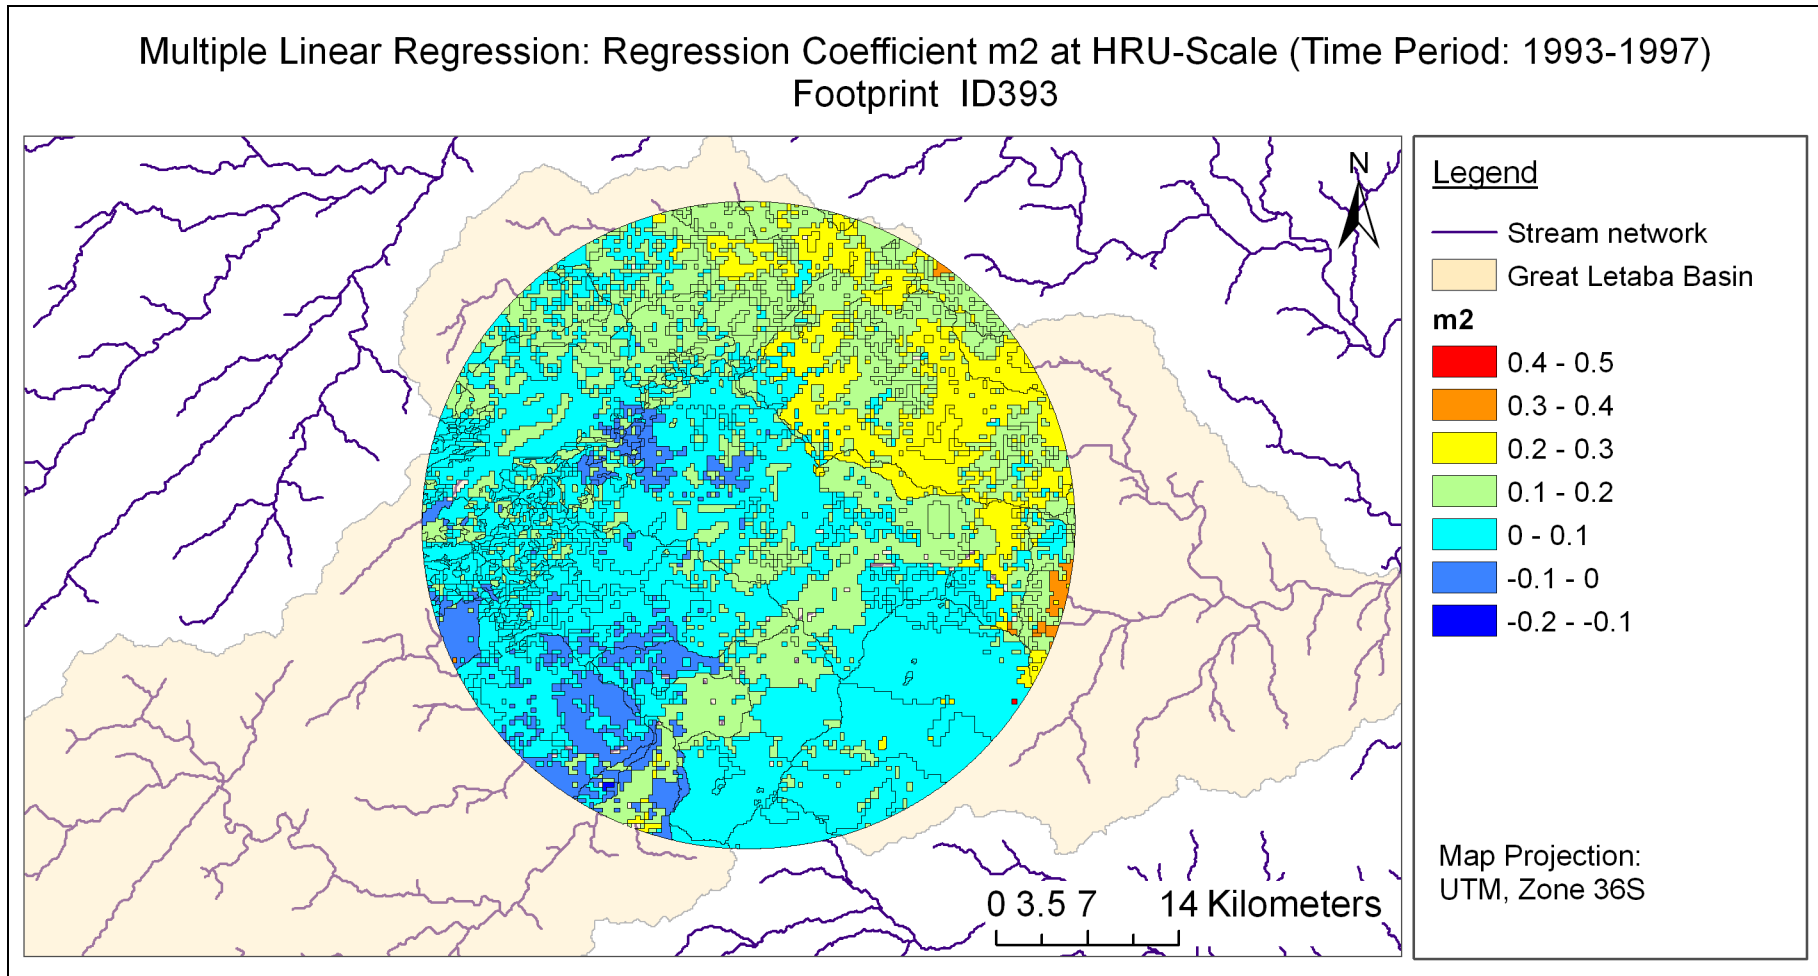 Multiple Linear Regression: Regression Coefficient m2 at HRU-Scale (Time Period: 1993-1997)
Footprint ID393
N
Legend
Stream network
Great Letaba Basin
m2
0.4 - 0.5
0.3 - 0.4
0.2 - 0.3
0.1 - 0.2
0 - 0.1
-0.1 - 0
-0.2 - -0.1
Map Projection:
UTM, Zone 36S
0 3.5 7 14 Kilometers